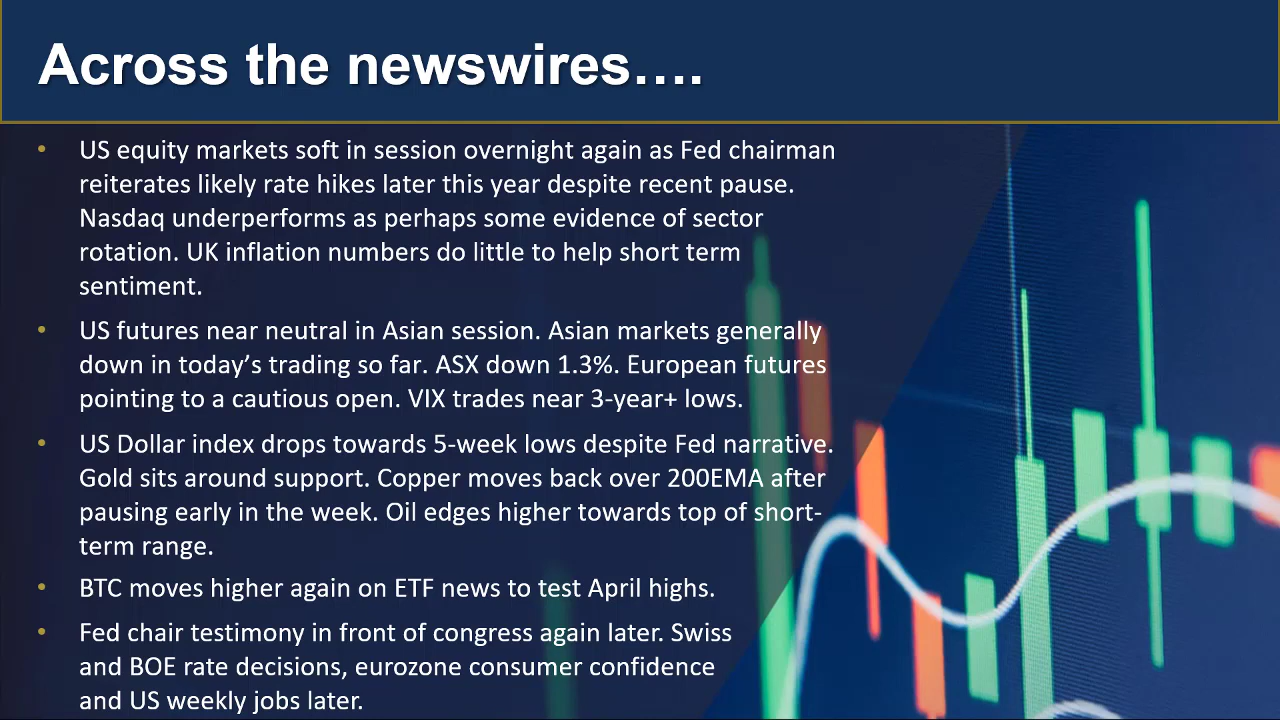 Across the newswires….
US equity markets soft in session overnight again as Fed chairman
reiterates likely rate hikes later this year despite recent pause.
Nasdaq underperforms as perhaps some evidence of sector
rotation. UK inflation numbers do little to help short term
sentiment.
US futures near neutral in Asian session. Asian markets generally
down in today’s trading so far. ASX down 1.3%. European futures
pointing to a cautious open. VIX trades near 3-year+ lows.
US Dollar index drops towards 5-week lows despite Fed narrative.
Gold sits around support. Copper moves back over 200EMA after
pausing early in the week. Oil edges higher towards top of short-
term range.
BTC moves higher again on ETF news to test April highs.
Fed chair testimony in front of congress again later. Swiss
and BOE rate decisions, eurozone consumer confidence
and US weekly jobs later.